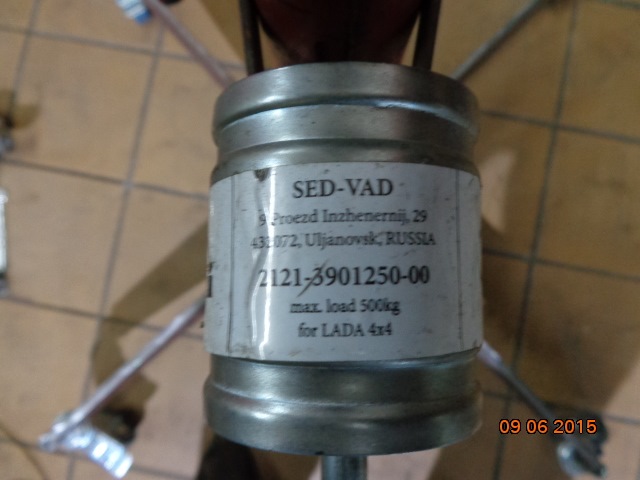 SED-VAD
9 Proezd Inzhenernij, 29
432072, Uljanovsk, RUSSIA
2121-3901250-00
max. load 500kg
for LADA 4x4
09 06 2015